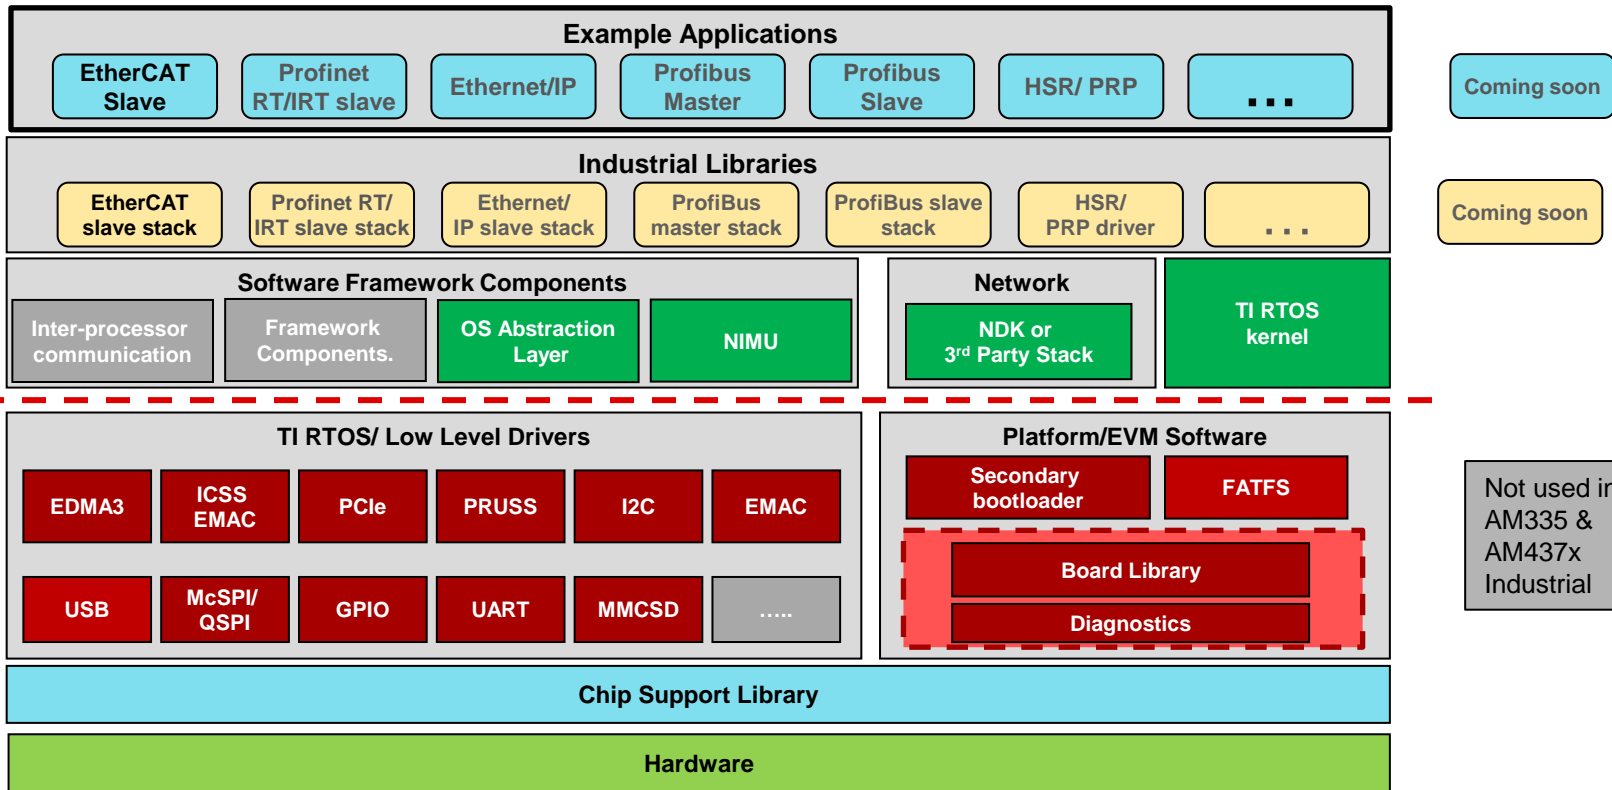 Example Applications
EtherCAT
Slave
Profinet
RT/IRT slave
Ethernet/IP
Profibus
Master
Profibus
Slave
HSR/ PRP
...
Coming soon
Industrial Libraries
EtherCAT
slave stack
Profinet RT/
IRT slave stack
Ethernet/
IP slave stack
ProfiBus
master stack
ProfiBus slave
stack
HSR/
PRP driver
...
Coming soon
Software Framework Components
Inter-processor
communication
Framework
Components.
OS Abstraction
Layer
NIMU
Network
NDK or
3rd Party Stack
TI RTOS
kernel
TI RTOS/ Low Level Drivers
EDMA3
ICSS
EMAC
PCIe
PRUSS
I2C
EMAC
USB
McSPI/
QSPI
GPIO
UART
MMCSD
.....
Platform/EVM Software
Secondary
bootloader
FATFS
Board Library
Diagnostics
Not used in
AM335 &
AM437x
Industrial
Chip Support Library
Hardware